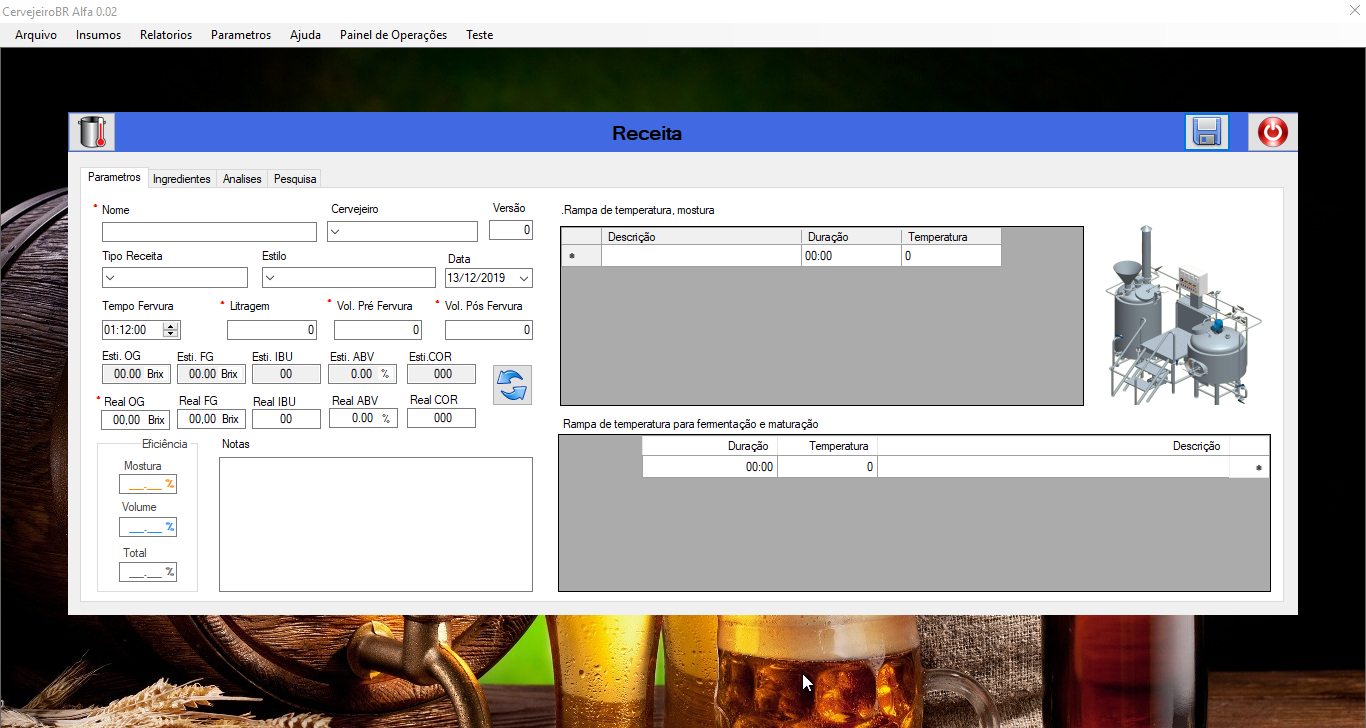 CervejeiroBR Alfa 0.02
Arquivo Insumos Relatorios Parametros Ajuda Painel de Operações Teste
Receita
Parametros Ingredientes Analises Pesquisa
* Nome Cervejeiro Versão
0
Tipo Receita Estilo Data
13/12/2019
Tempo Fervura * Litragem * Vol. Pré Fervura * Vol. Pós Fervura
01:12:00 0 0 0
Esti. OG Esti. FG Esti. IBU Esti. ABV Esti.COR
00.00 Brix 00.00 Brix 00 0.00 % 000
* Real OG Real FG Real IBU Real ABV Real COR
00,00 Brix 00,00 Brix 00 0.00 % 000
Eficiência Notas
Mostura
__.__ %
Volume
__.__ %
Total
__.__ %
.Rampa de temperatura, mostura
Descrição Duração Temperatura
* 00:00 0
Rampa de temperatura para fermentação e maturação
Duração Temperatura Descrição
00:00 0 *